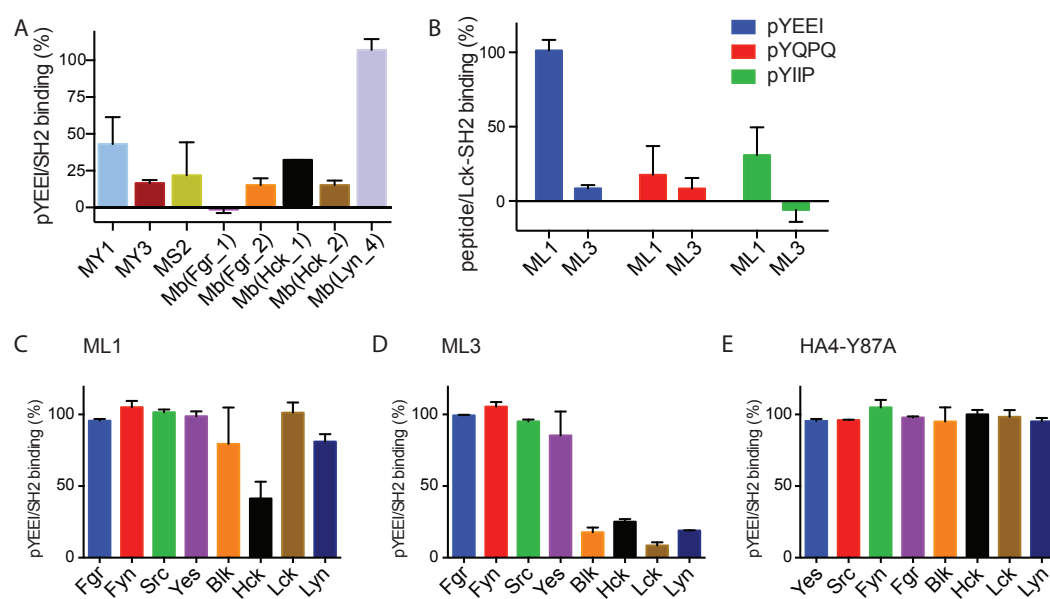 A
pYEEI/SH2 binding (%)
100
75
50
25
0
MY1
MY3
MS2
Mb(Fgr_1)
Mb(Fgr_2)
Mb(Hck_1)
Mb(Hck_2)
Mb(Lyn_4)
B
peptide/Lck-SH2 binding (%)
100
50
0
ML1
ML3
ML1
ML3
ML1
ML3
pYEEI
pYQPQ
pYIIP
C ML1
pYEEI/SH2 binding (%)
100
50
0
Fgr
Fyn
Src
Yes
Blk
Hck
Lck
Lyn
D ML3
pYEEI/SH2 binding (%)
100
50
0
Fgr
Fyn
Src
Yes
Blk
Hck
Lck
Lyn
E HA4-Y87A
pYEEI/SH2 binding (%)
100
50
0
Yes
Src
Fyn
Fgr
Blk
Hck
Lck
Lyn